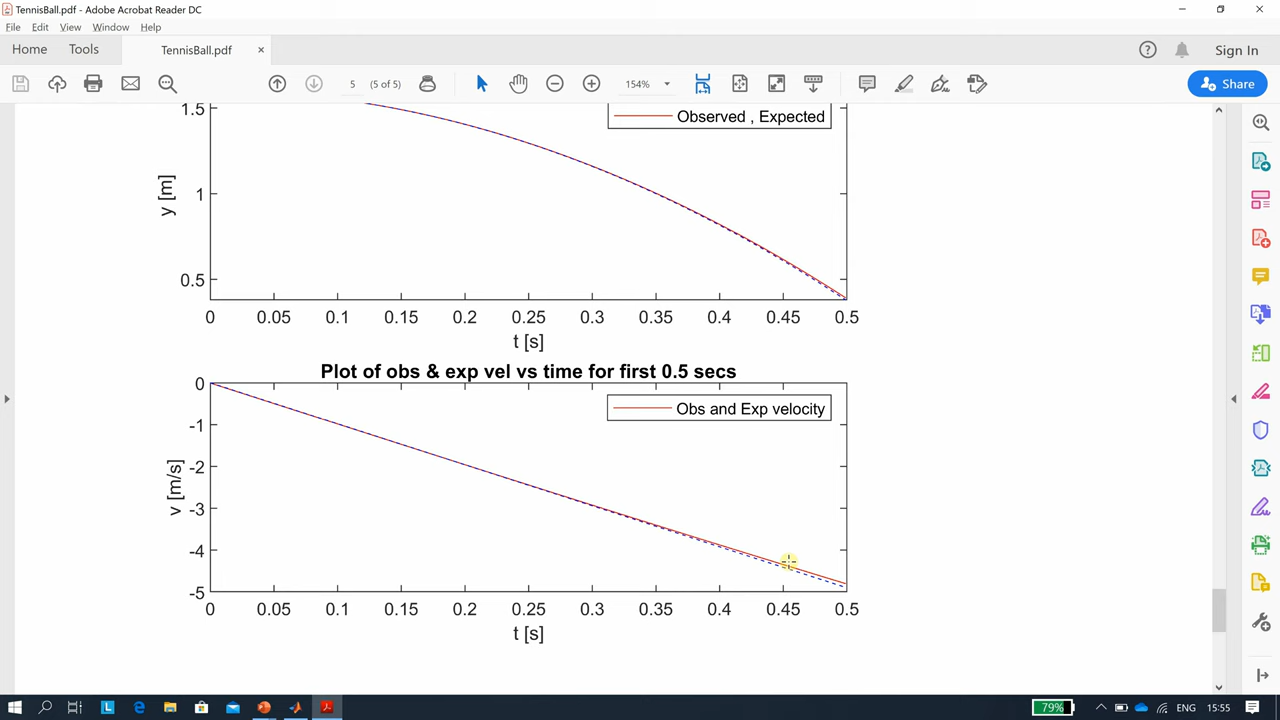 TennisBall.pdf - Adobe Acrobat Reader DC
File Edit View Window Help
Home Tools TennisBall.pdf × Sign In
5 (5 of 5) 154% Share
1.5
Observed , Expected
y [m]
1
0.5
0 0.05 0.1 0.15 0.2 0.25 0.3 0.35 0.4 0.45 0.5
t [s]
Plot of obs & exp vel vs time for first 0.5 secs
0
Obs and Exp velocity
-1
-2
v [m/s]
-3
-4
-5
0 0.05 0.1 0.15 0.2 0.25 0.3 0.35 0.4 0.45 0.5
t [s]
79% ENG 15:55